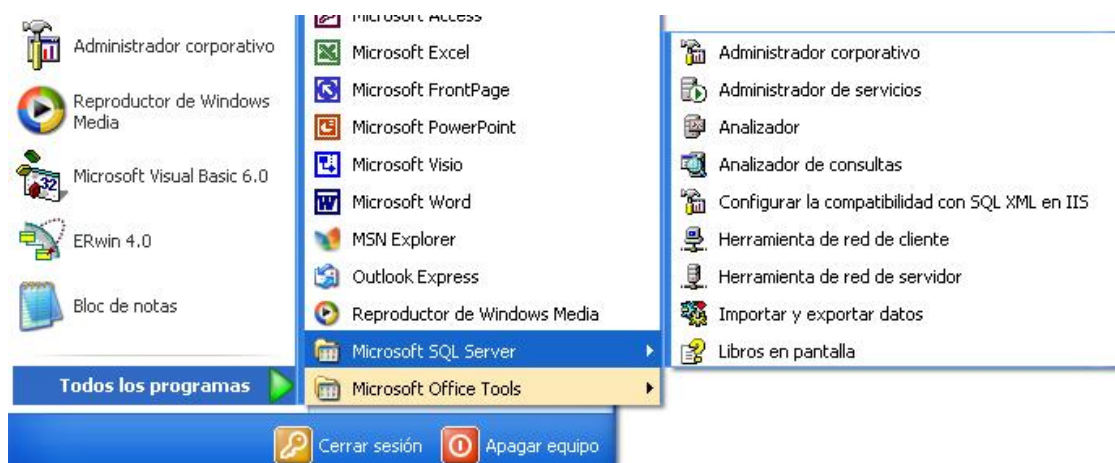 Administrador corporativo
Reproductor de Windows
Media
Microsoft Visual Basic 6.0
ERwin 4.0
Bloc de notas
Todos los programas
Microsoft Access
Microsoft Excel
Microsoft FrontPage
Microsoft PowerPoint
Microsoft Visio
Microsoft Word
MSN Explorer
Outlook Express
Reproductor de Windows Media
Microsoft SQL Server
Microsoft Office Tools
Administrador corporativo
Administrador de servicios
Analizador
Analizador de consultas
Configurar la compatibilidad con SQL XML en IIS
Herramienta de red de cliente
Herramienta de red de servidor
Importar y exportar datos
Libros en pantalla
Cerrar sesión
Apagar equipo